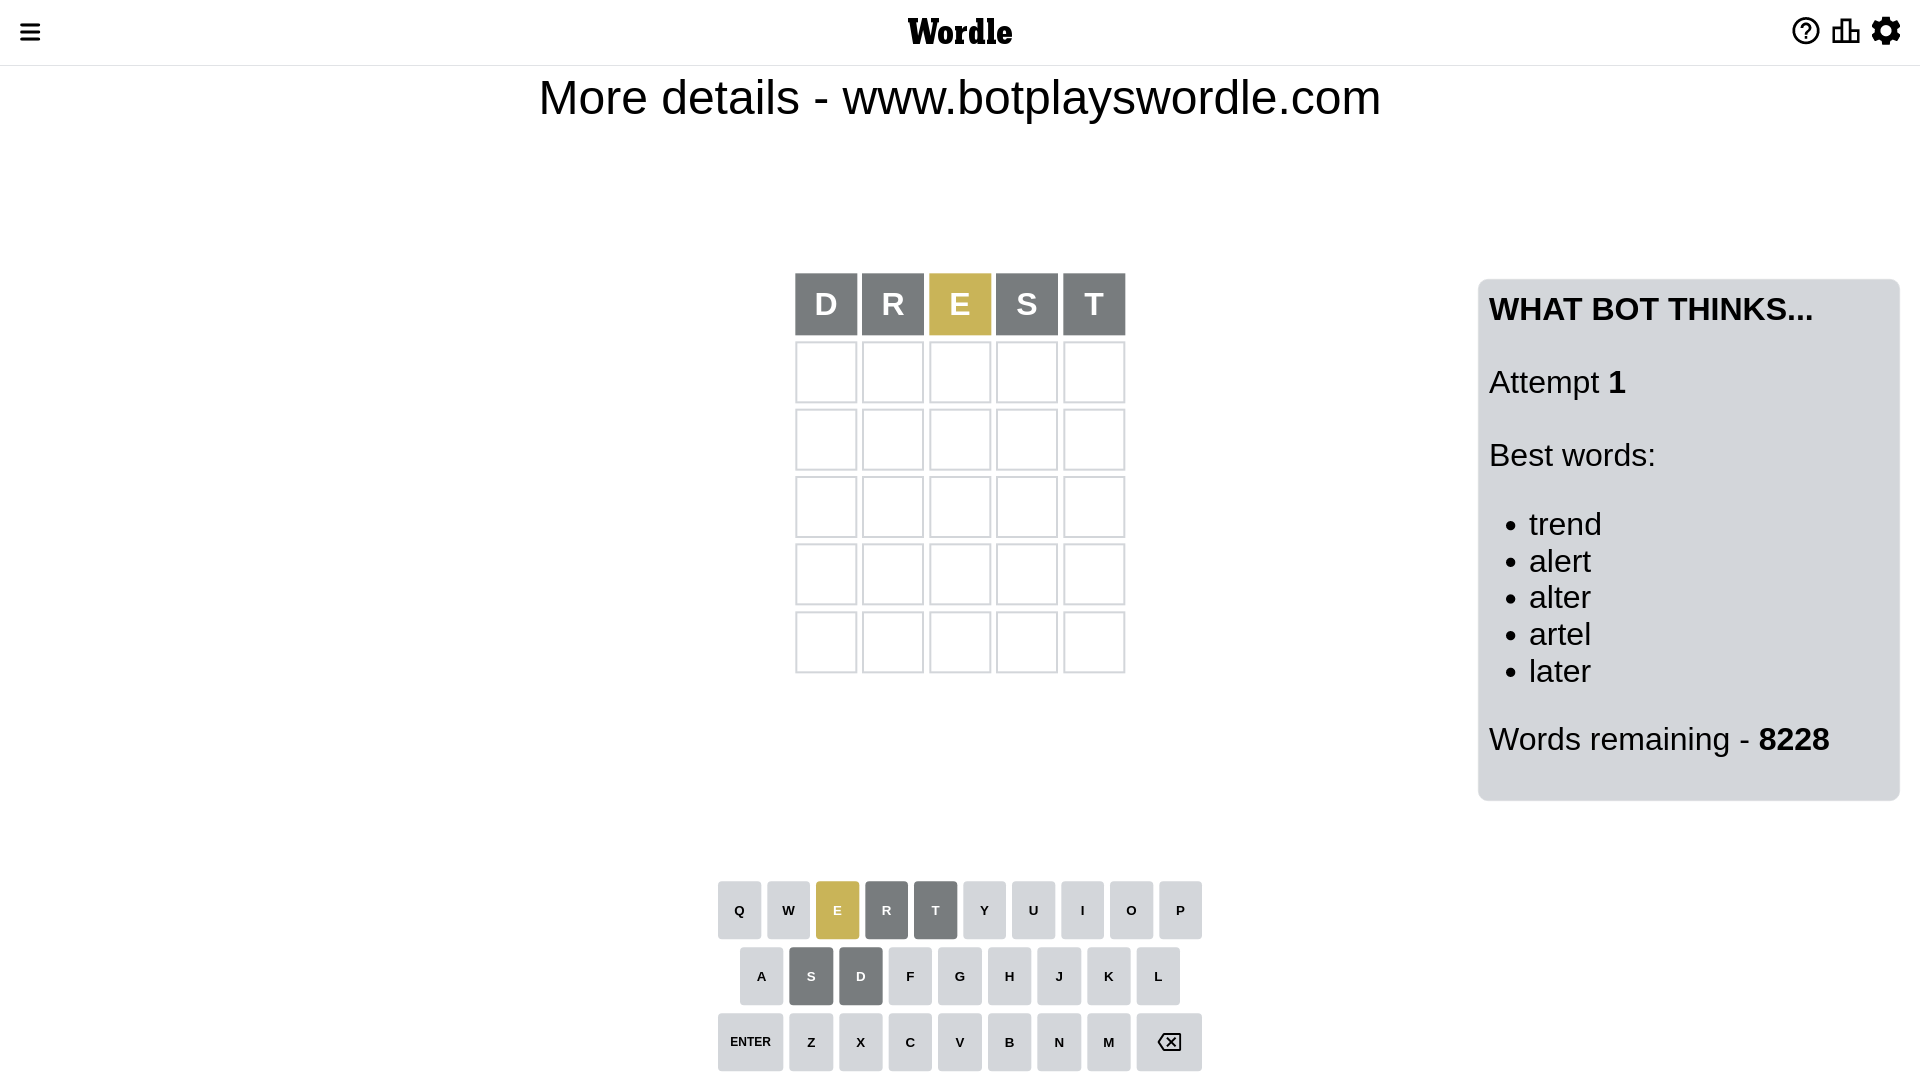 Wordle
More details - www.botplayswordle.com
D R E S T
WHAT BOT THINKS...
Attempt 1
Best words:
• trend
• alert
• alter
• artel
• later
Words remaining - 8228
Q W E R T Y U I O P
A S D F G H J K L
ENTER Z X C V B N M